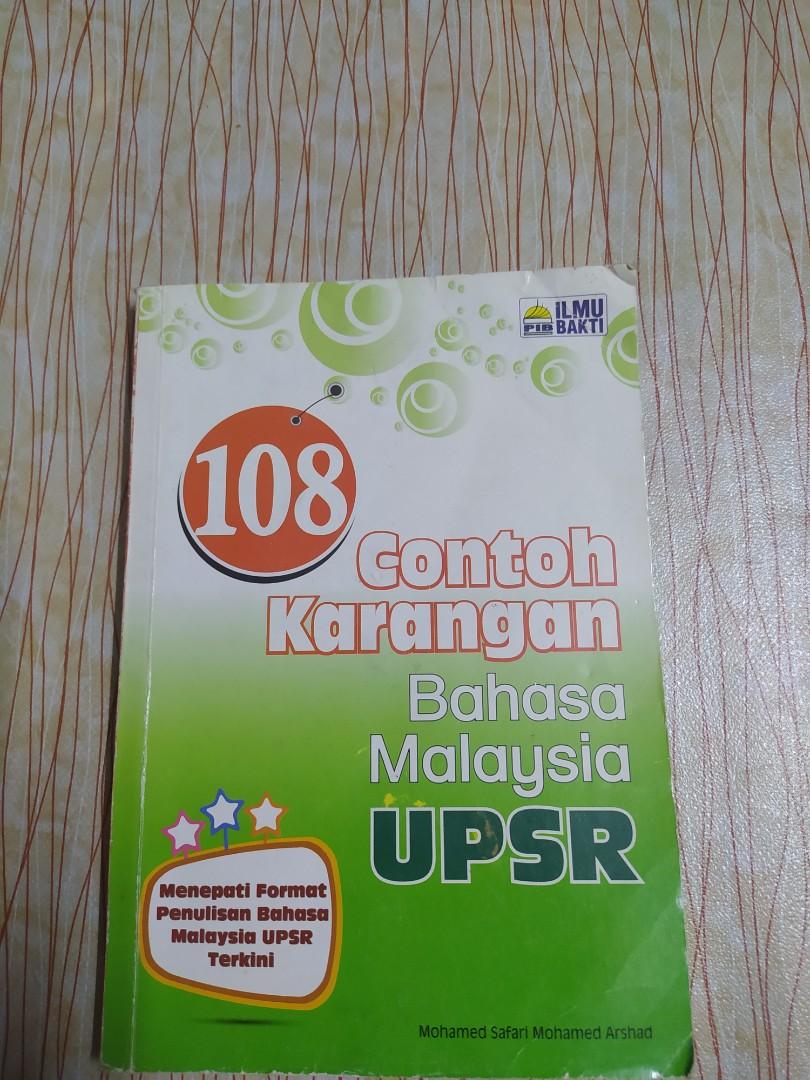 PIB ILMU
BAKTI
108
Contoh
Karangan
Bahasa
Malaysia
UPSR
Menepati Format
Penulisan Bahasa
Malaysia UPSR
Terkini
Mohamed Safari Mohamed Arshad